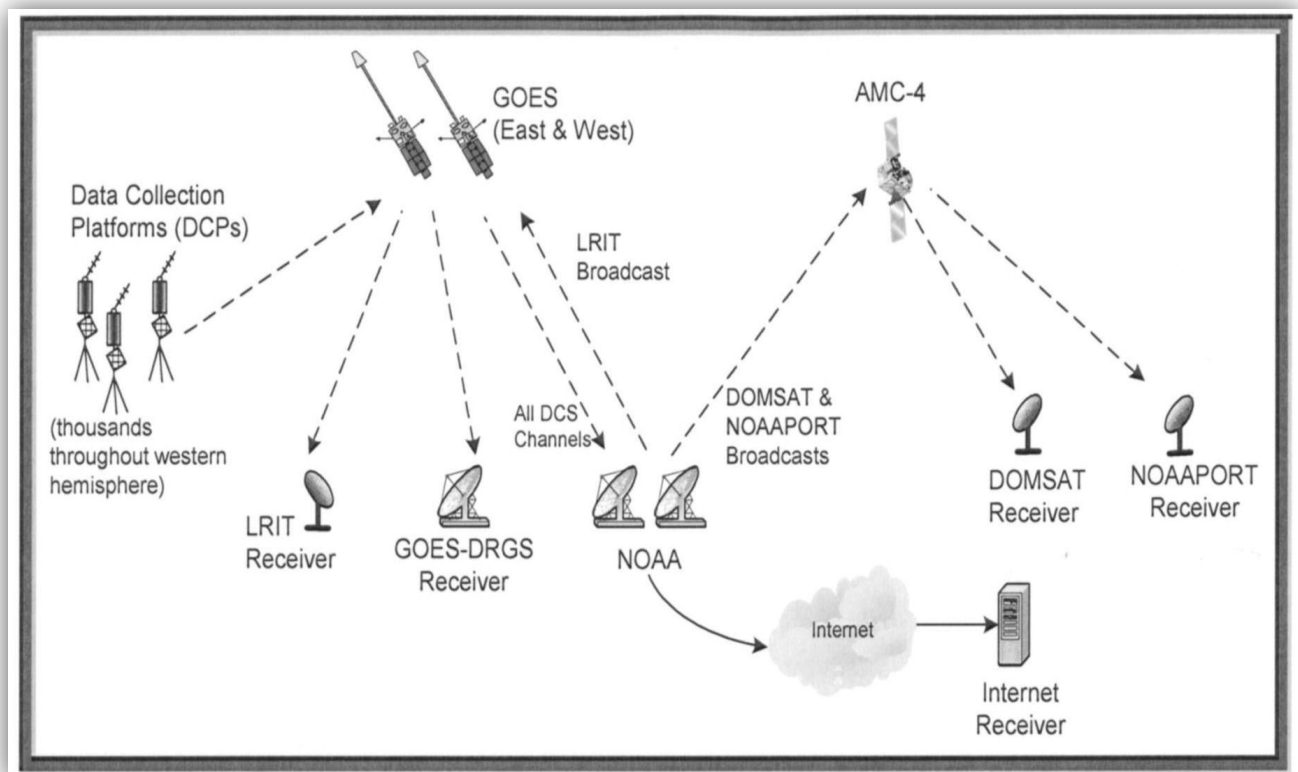 GOES
(East & West)
AMC-4
Data Collection
Platforms (DCPs)
LRIT
Broadcast
(thousands
throughout western
hemisphere)
All DCS
Channels
DOMSAT &
NOAAPORT
Broadcasts
LRIT
Receiver
GOES-DRGS
Receiver
NOAA
DOMSAT
Receiver
NOAAPORT
Receiver
Internet
Internet
Receiver